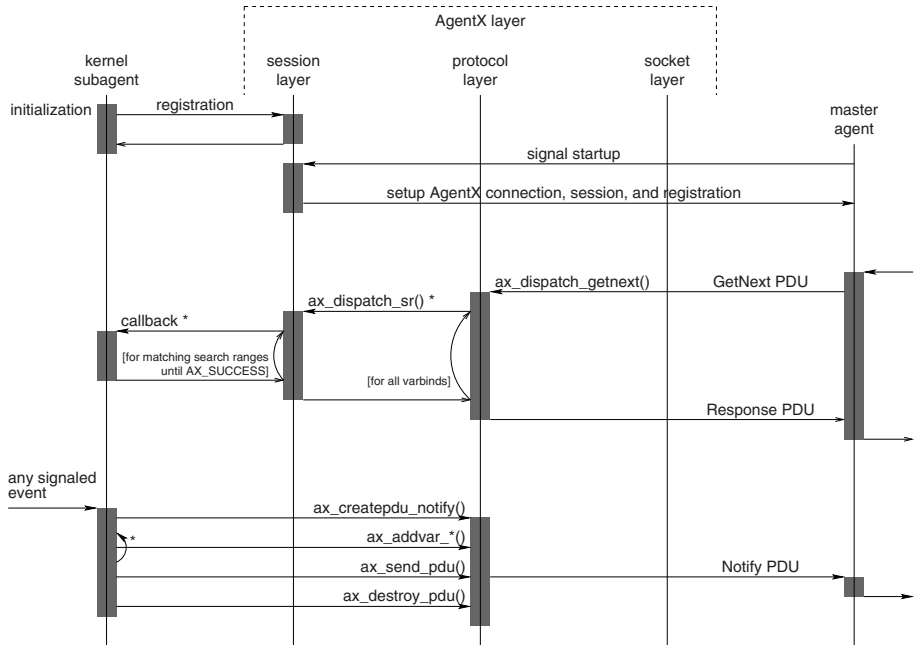 AgentX layer
kernel
subagent
session
layer
protocol
layer
socket
layer
master
agent
initialization
registration
signal startup
setup AgentX connection, session, and registration
ax_dispatch_getnext()
GetNext PDU
ax_dispatch_sr() *
callback *
[for matching search ranges
until AX_SUCCESS]
[for all varbinds]
Response PDU
any signaled
event
ax_createpdu_notify()
*
ax_addvar_*()
ax_send_pdu()
Notify PDU
ax_destroy_pdu()